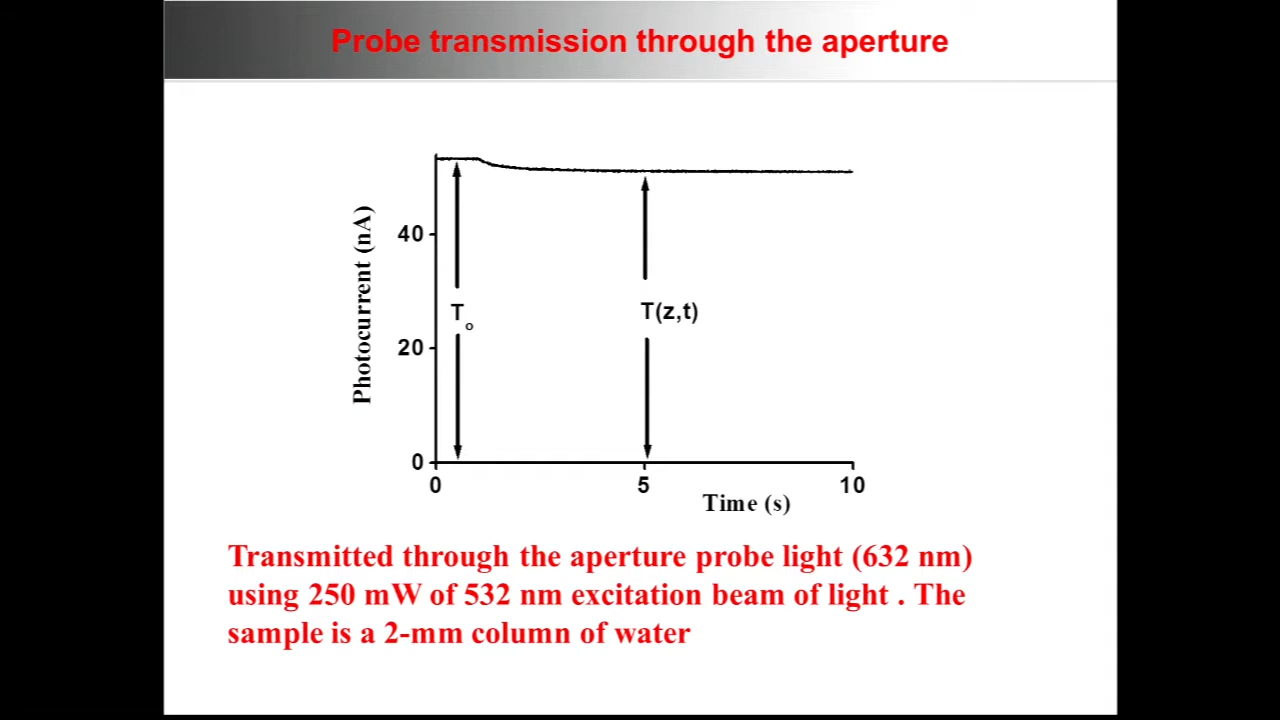 Probe transmission through the aperture
Photocurrent (nA)
40
20
0
To
T(z,t)
0
5
10
Time (s)
Transmitted through the aperture probe light (632 nm)
using 250 mW of 532 nm excitation beam of light . The
sample is a 2-mm column of water